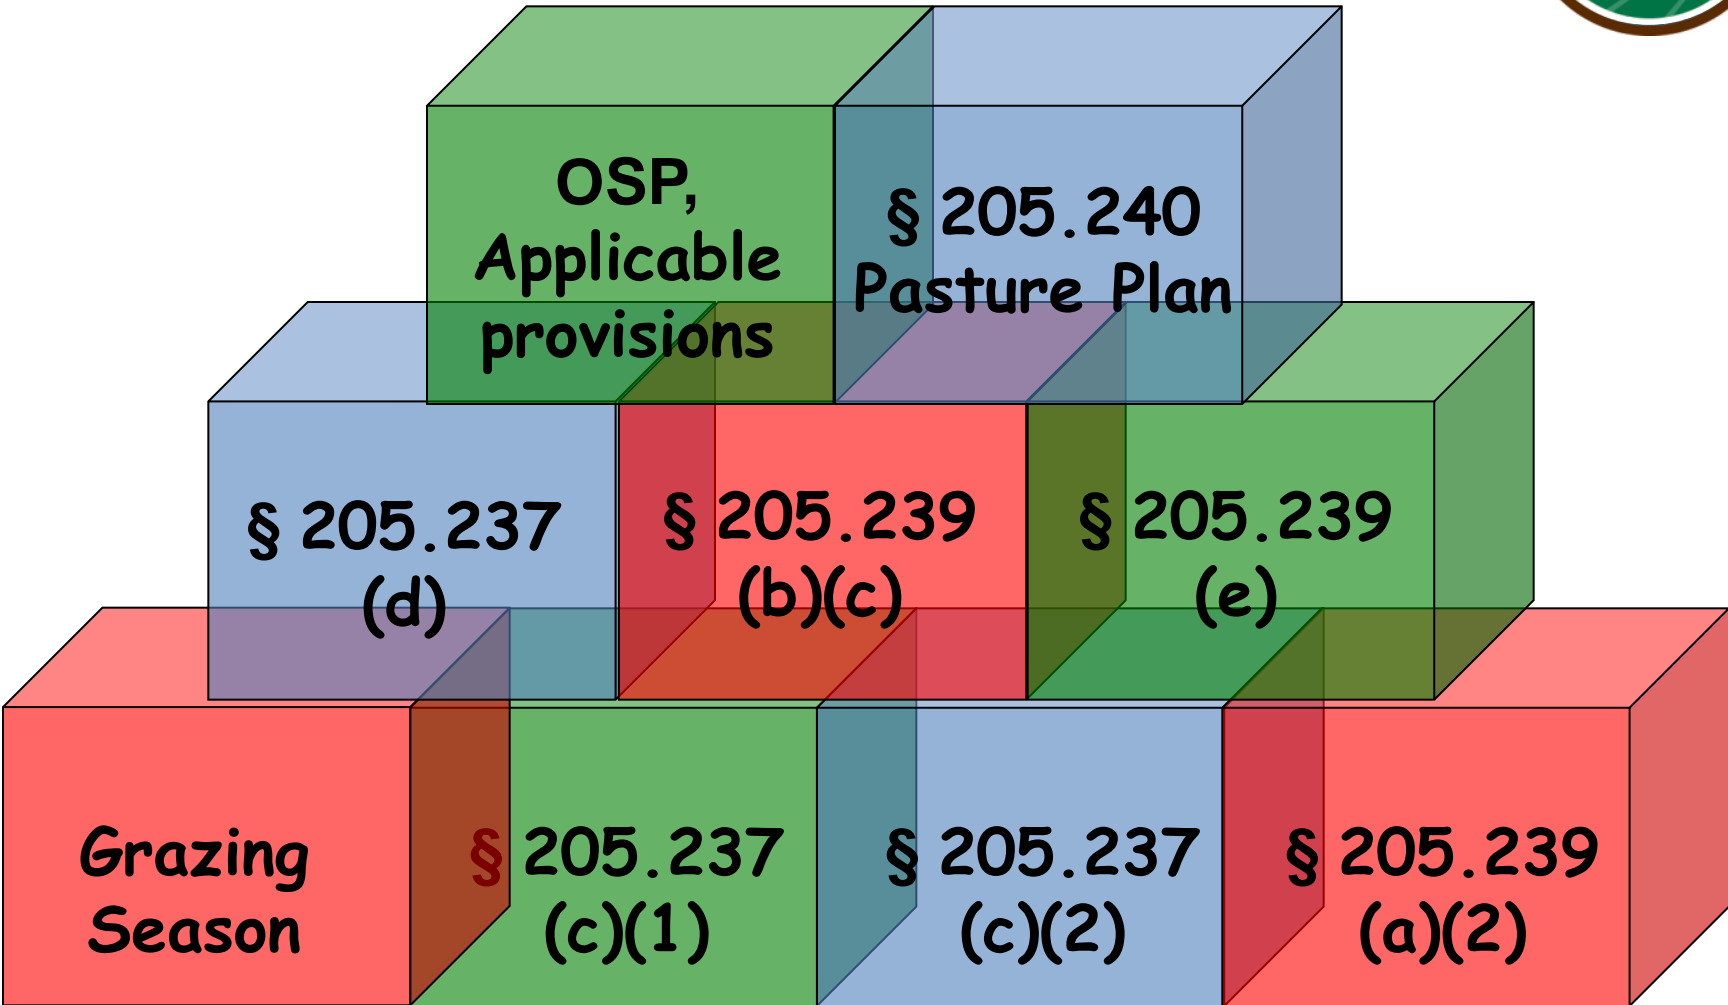 OSP,
Applicable
provisions
§ 205.240
Pasture Plan
§ 205.237
(d)
§ 205.239
(b)(c)
§ 205.239
(e)
Grazing
Season
§ 205.237
(c)(1)
§ 205.237
(c)(2)
§ 205.239
(a)(2)